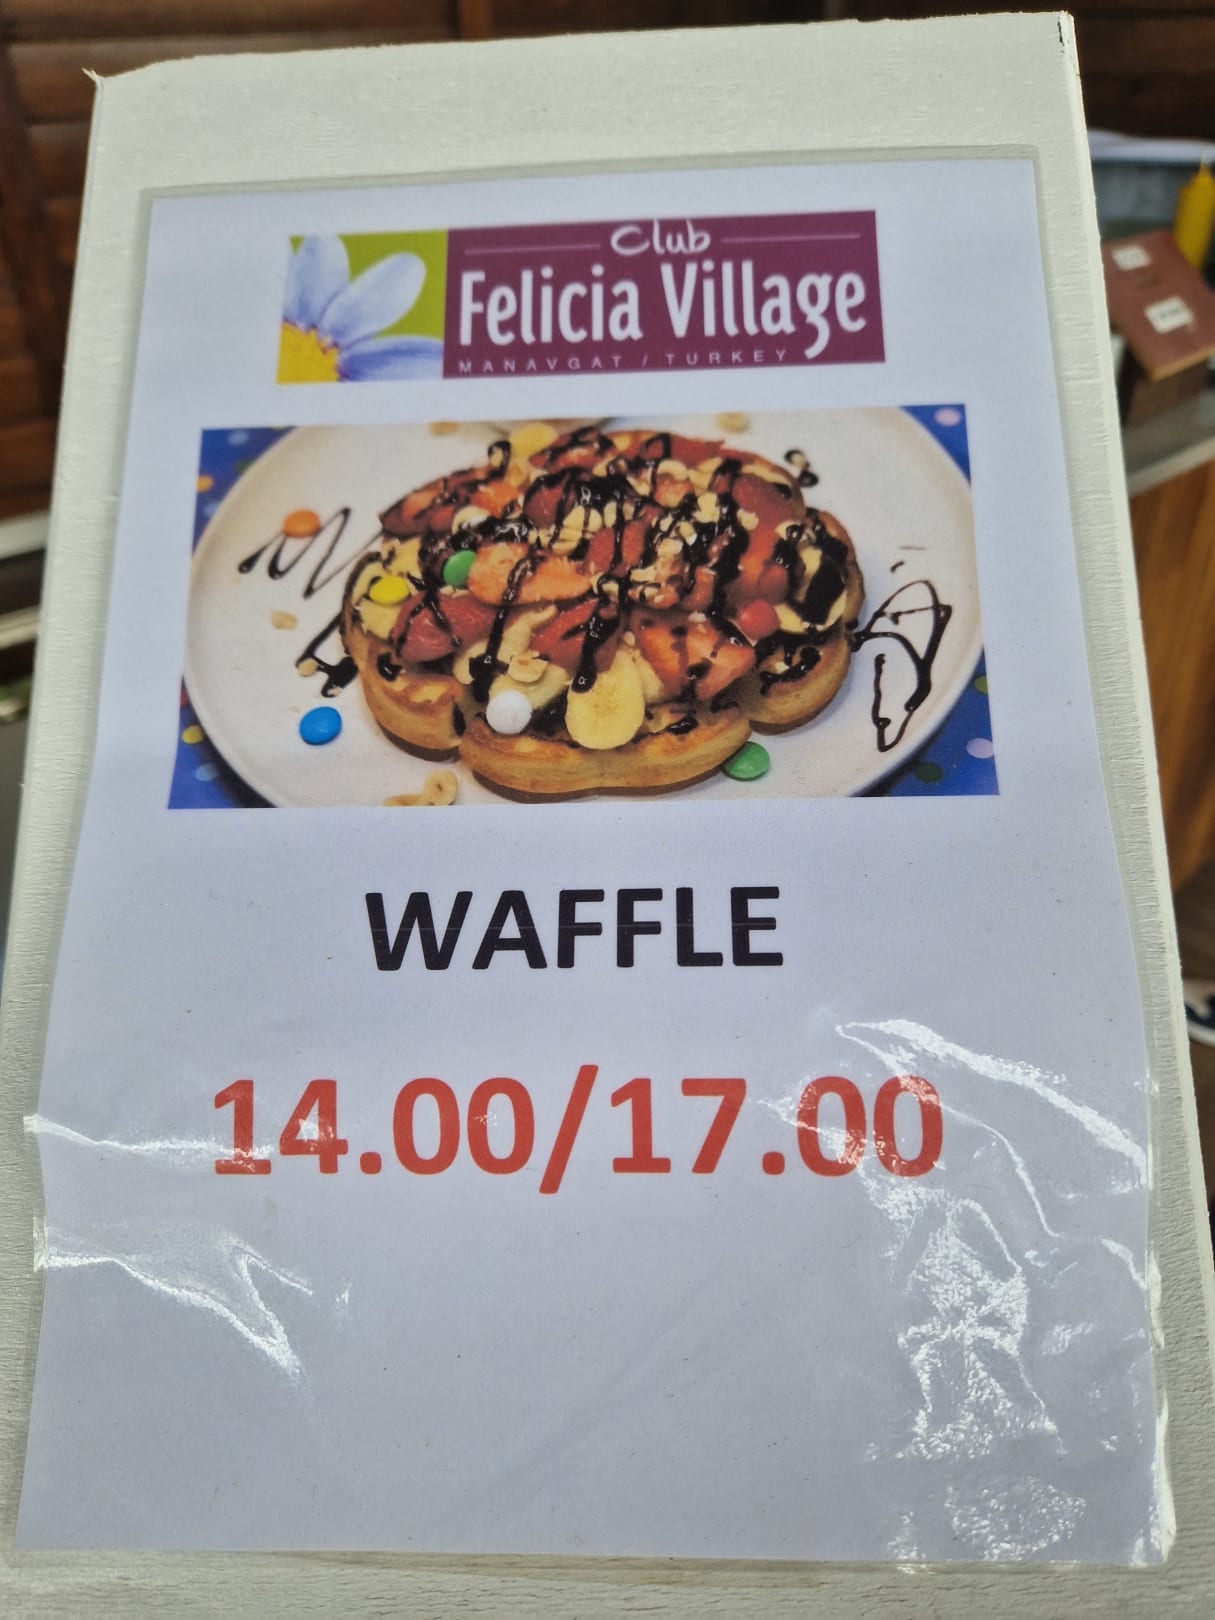 Club
Felicia Village
MANAVGAT / TURKEY
WAFFLE
14.00/17.00